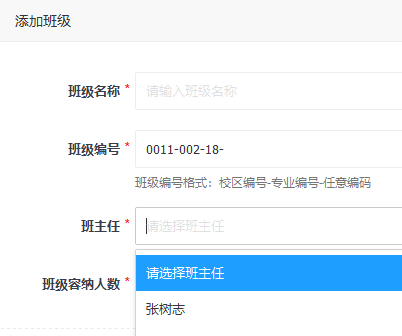 添加班级
班级名称 * 请输入班级名称
班级编号 * 0011-002-18-
班级编号格式：校区编号-专业编号-任意编码
班主任 * 请选择班主任
请选择班主任
班级容纳人数 *
张树志